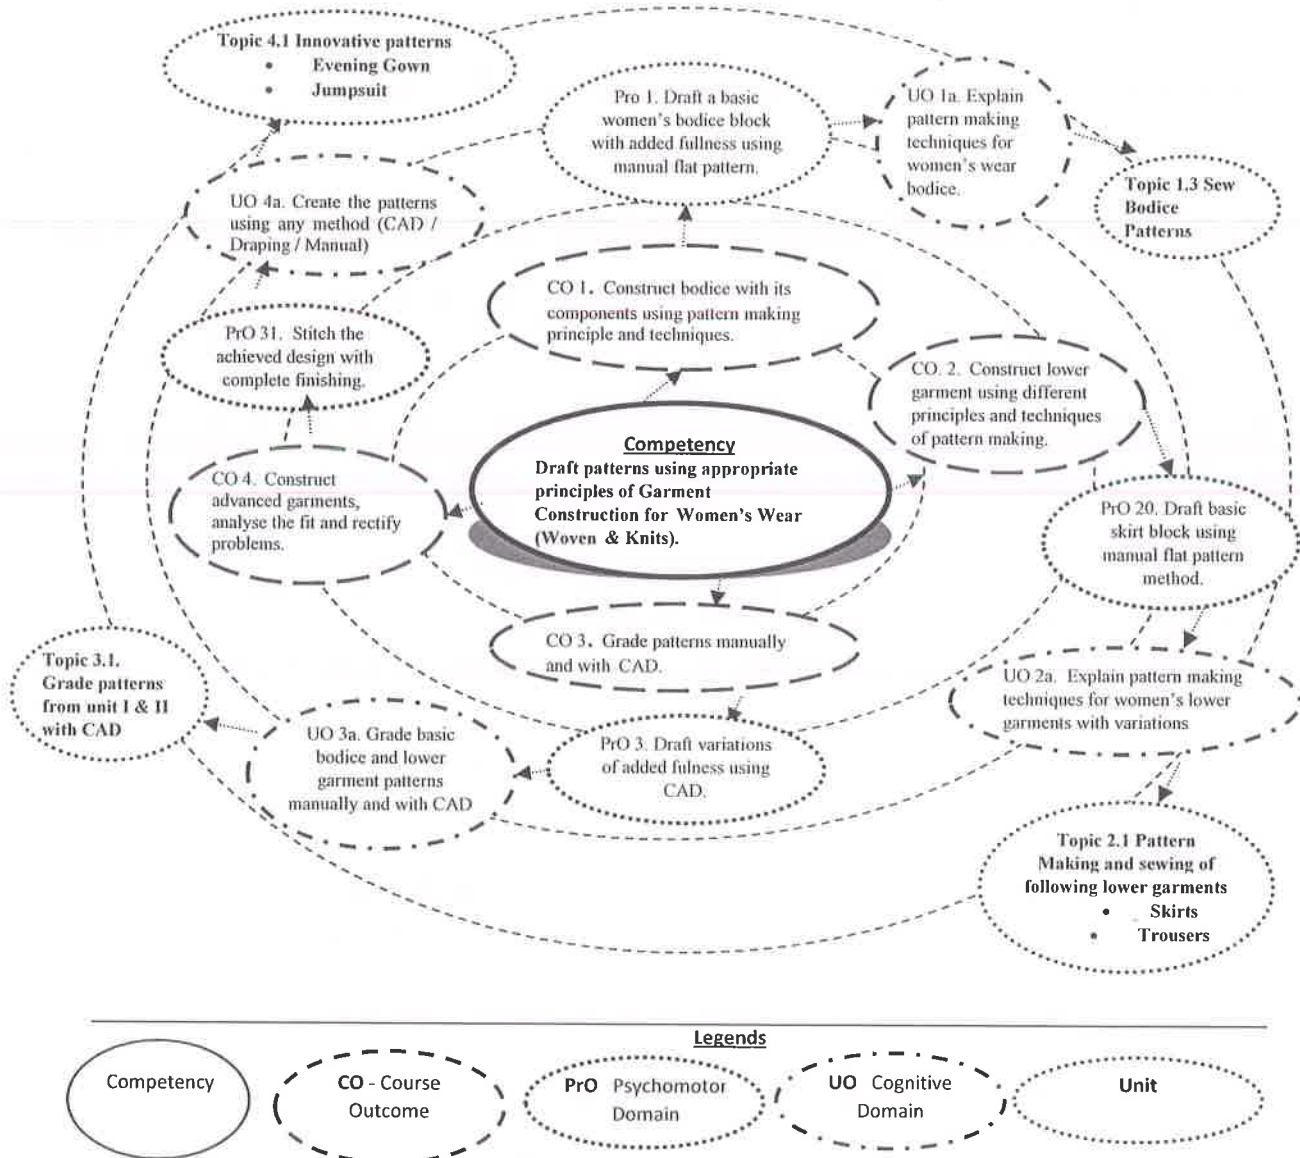 Topic 4.1 Innovative patterns
• Evening Gown
• Jumpsuit
Pro 1. Draft a basic
women's bodice block
with added fullness using
manual flat pattern.
UO 1a. Explain
pattern making
techniques for
women's wear
bodice.
Topic 1.3 Sew
Bodice
Patterns
UO 4a. Create the patterns
using any method (CAD /
Draping / Manual)
CO 1. Construct bodice with its
components using pattern making
principle and techniques.
PrO 31. Stitch the
achieved design with
complete finishing.
CO. 2. Construct lower
garment using different
principles and techniques
of pattern making.
Competency
Draft patterns using appropriate
principles of Garment
Construction for Women's Wear
(Woven & Knits).
CO 4. Construct
advanced garments,
analyse the fit and rectify
problems.
PrO 20. Draft basic
skirt block using
manual flat pattern
method.
CO 3. Grade patterns manually
and with CAD.
Topic 3.1.
Grade patterns
from unit I & II
with CAD
UO 2a. Explain pattern making
techniques for women's lower
garments with variations
UO 3a. Grade basic
bodice and lower
garment patterns
manually and with CAD
PrO 3. Draft variations
of added fulness using
CAD.
Topic 2.1 Pattern
Making and sewing of
following lower garments
• Skirts
• Trousers
Legends
Competency
CO - Course
Outcome
PrO Psychomotor
Domain
UO Cognitive
Domain
Unit